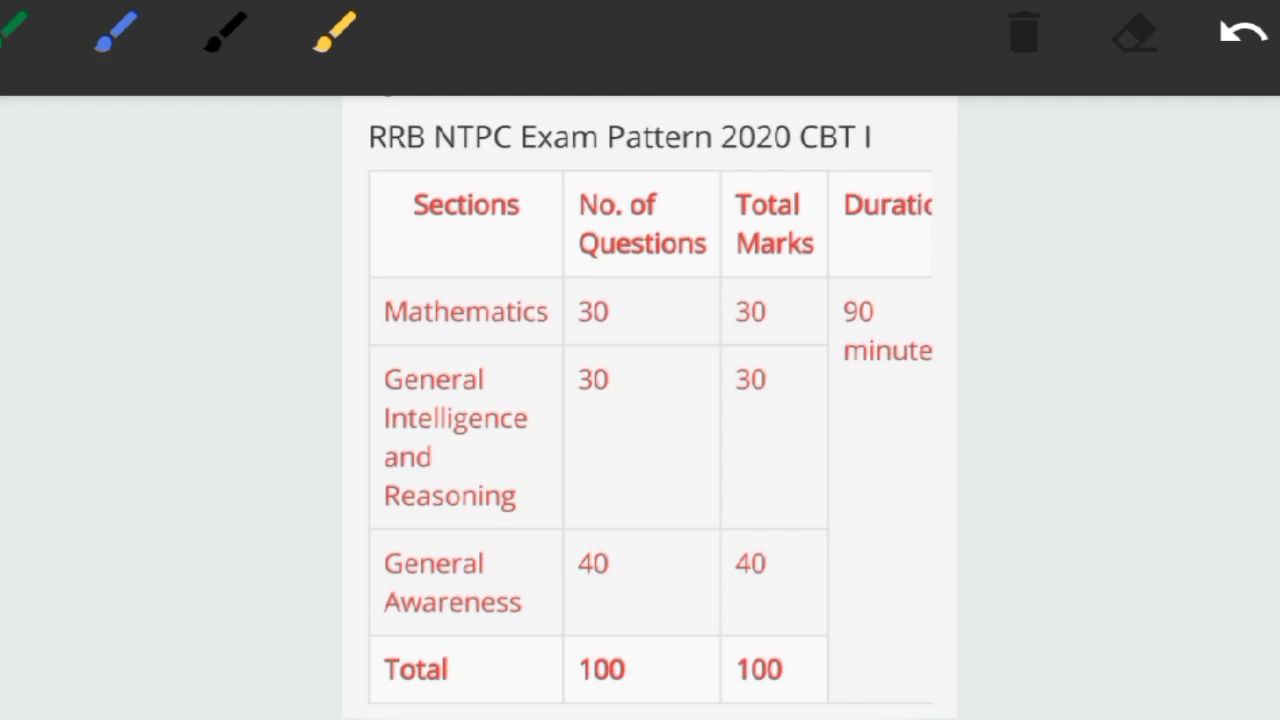 RRB NTPC Exam Pattern 2020 CBT I
Sections No. of Questions Total Marks Duratio
Mathematics 30 30 90 minute
General Intelligence and Reasoning 30 30
General Awareness 40 40
Total 100 100